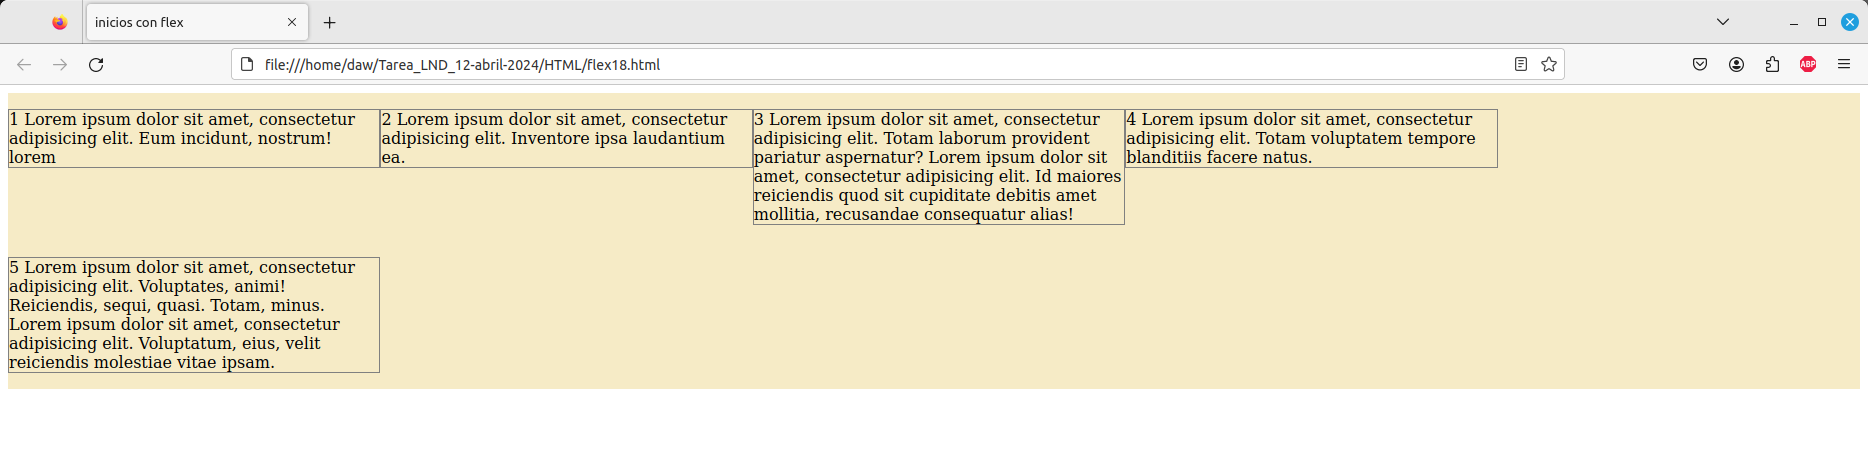 inicios con flex
file:///home/daw/Tarea_LND_12-abril-2024/HTML/flex18.html
ABP
1 Lorem ipsum dolor sit amet, consectetur
adipisicing elit. Eum incidunt, nostrum!
lorem
2 Lorem ipsum dolor sit amet, consectetur
adipisicing elit. Inventore ipsa laudantium
ea.
3 Lorem ipsum dolor sit amet, consectetur
adipisicing elit. Totam laborum provident
pariatur aspernatur? Lorem ipsum dolor sit
amet, consectetur adipisicing elit. Id maiores
reiciendis quod sit cupiditate debitis amet
mollitia, recusandae consequatur alias!
4 Lorem ipsum dolor sit amet, consectetur
adipisicing elit. Totam voluptatem tempore
blanditiis facere natus.
5 Lorem ipsum dolor sit amet, consectetur
adipisicing elit. Voluptates, animi!
Reiciendis, sequi, quasi. Totam, minus.
Lorem ipsum dolor sit amet, consectetur
adipisicing elit. Voluptatum, eius, velit
reiciendis molestiae vitae ipsam.